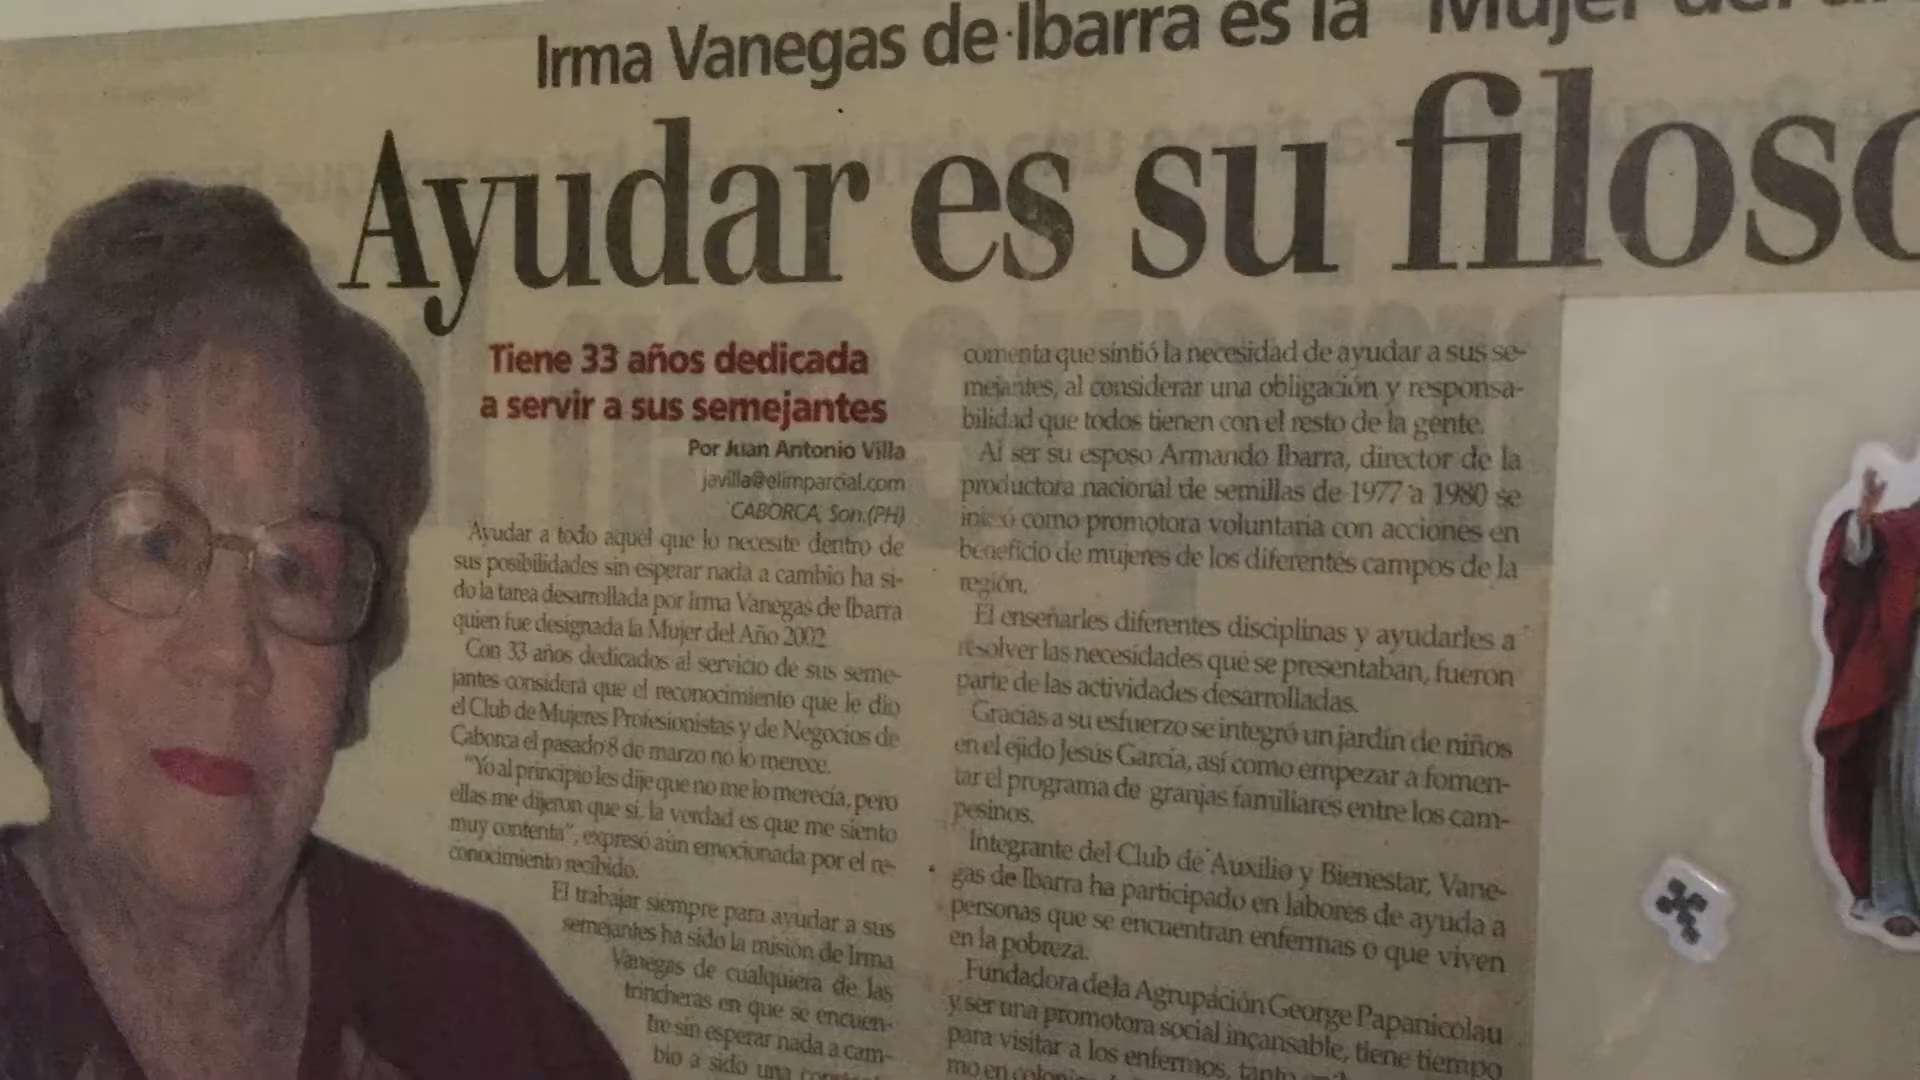 Irma Vanegas de Ibarra es la "Mujer del
Ayudar es su filoso
Tiene 33 años dedicada
a servir a sus semejantes
Por Juan Antonio Villa
javilla@elimparcial.com
CABORCA, Son.(PH)
Ayudar a todo aquel que lo necesite dentro de
sus posibilidades sin esperar nada a cambio ha si-
do la tarea desarrollada por Irma Vanegas de Ibarra
quien fue designada la Mujer del Año 2002.
Con 33 años dedicados al servicio de sus seme-
jantes considera que el reconocimiento que le dio
el Club de Mujeres Profesionistas y de Negocios de
Caborca el pasado 8 de marzo no lo merece.
"Yo al principio les dije que no me lo merecía, pero
ellas me dijeron que sí, la verdad es que me siento
muy contenta", expresó aún emocionada por el re-
conocimiento recibido.
El trabajar siempre para ayudar a sus
semejantes ha sido la misión de Irma
Vanegas de cualquiera de las
trincheras en que se encuen-
tre sin esperar nada a cam-
bio a sido una
comenta que sintió la necesidad de ayudar a sus se-
mejantes, al considerar una obligación y responsa-
bilidad que todos tienen con el resto de la gente.
Al ser su esposo Armando Ibarra, director de la
productora nacional de semillas de 1977 a 1980 se
inició como promotora voluntaria con acciones en
beneficio de mujeres de los diferentes campos de la
región.
El enseñarles diferentes disciplinas y ayudarles a
resolver las necesidades que se presentaban, fueron
parte de las actividades desarrolladas.
Gracias a su esfuerzo se integró un jardín de niños
en el ejido Jesús García, así como empezar a fomen-
tar el programa de granjas familiares entre los cam-
pesinos.
Integrante del Club de Auxilio y Bienestar, Vane-
gas de Ibarra ha participado en labores de ayuda a
personas que se encuentran enfermas o que viven
en la pobreza.
Fundadora de la Agrupación George Papanicolau
y ser una promotora social incansable, tiene tiempo
para visitar a los enfermos, tanto
mo en